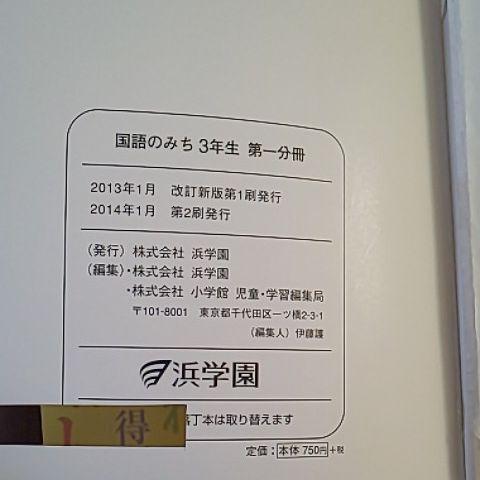 国語のみち 3年生 第一分冊
2013年1月 改訂新版第1刷発行
2014年1月 第2刷発行
（発行）株式会社 浜学園
（編集）・株式会社 浜学園
・株式会社 小学館 児童・学習編集局
〒101-8001 東京都千代田区一ツ橋2-3-1
（編集人）伊藤護
浜学園
丁本は取り替えます
得
定価：本体 750円+税